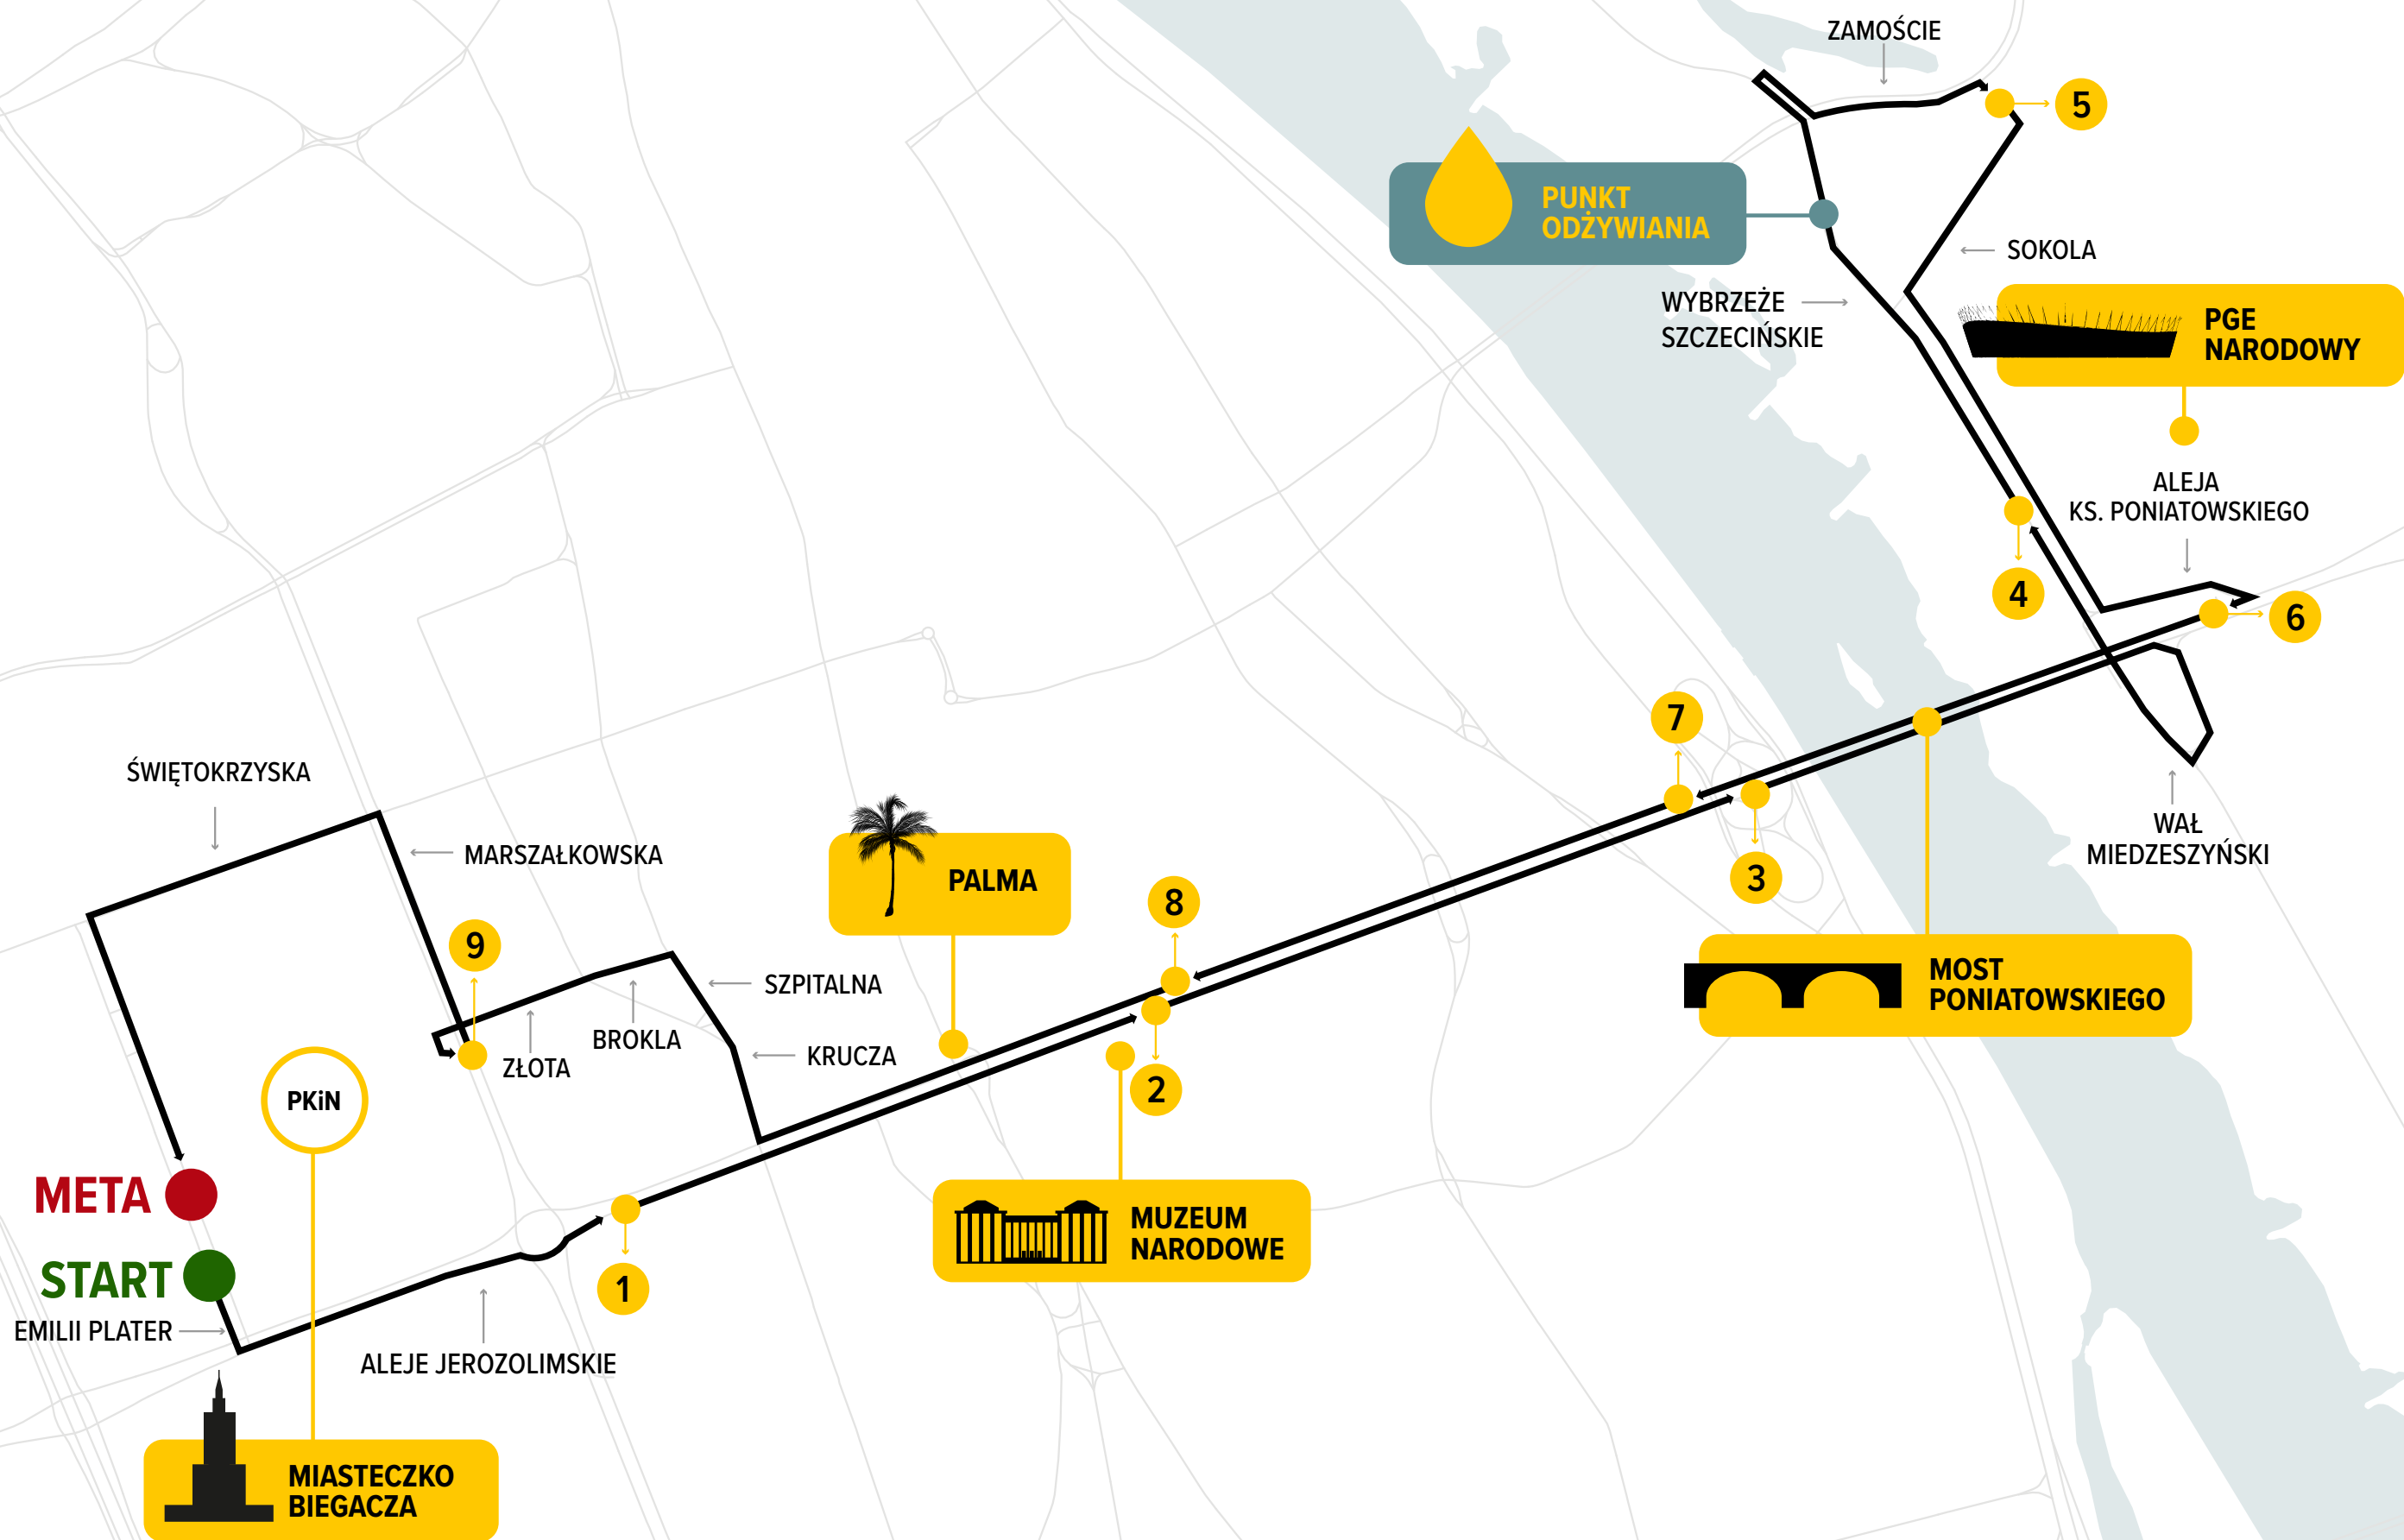 ZAMOŚCIE
5
PUNKT
ODŻYWIANIA
SOKOLA
WYBRZEŻE
SZCZECIŃSKIE
PGE
NARODOWY
ALEJA
KS. PONIATOWSKIEGO
4
6
7
ŚWIĘTOKRZYSKA
MARSZAŁKOWSKA
PALMA
3
WAŁ
MIEDZESZYŃSKI
8
9
SZPITALNA
MOST
PONIATOWSKIEGO
BROKLA
KRUCZA
ZŁOTA
2
PKiN
META
MUZEUM
NARODOWE
START
1
EMILII PLATER
ALEJE JEROZOLIMSKIE
MIASTECZKO
BIEGACZA